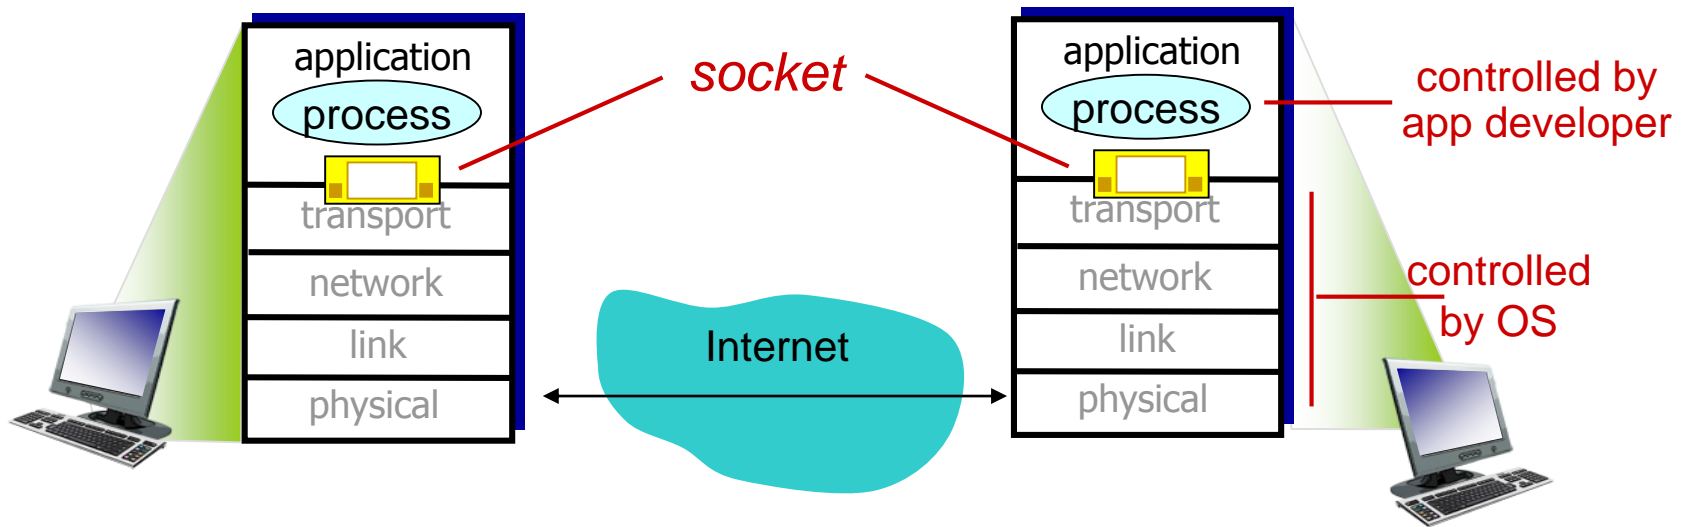 application
process
transport
network
link
physical
socket
Internet
application
process
transport
network
link
physical
controlled by
app developer
controlled
by OS